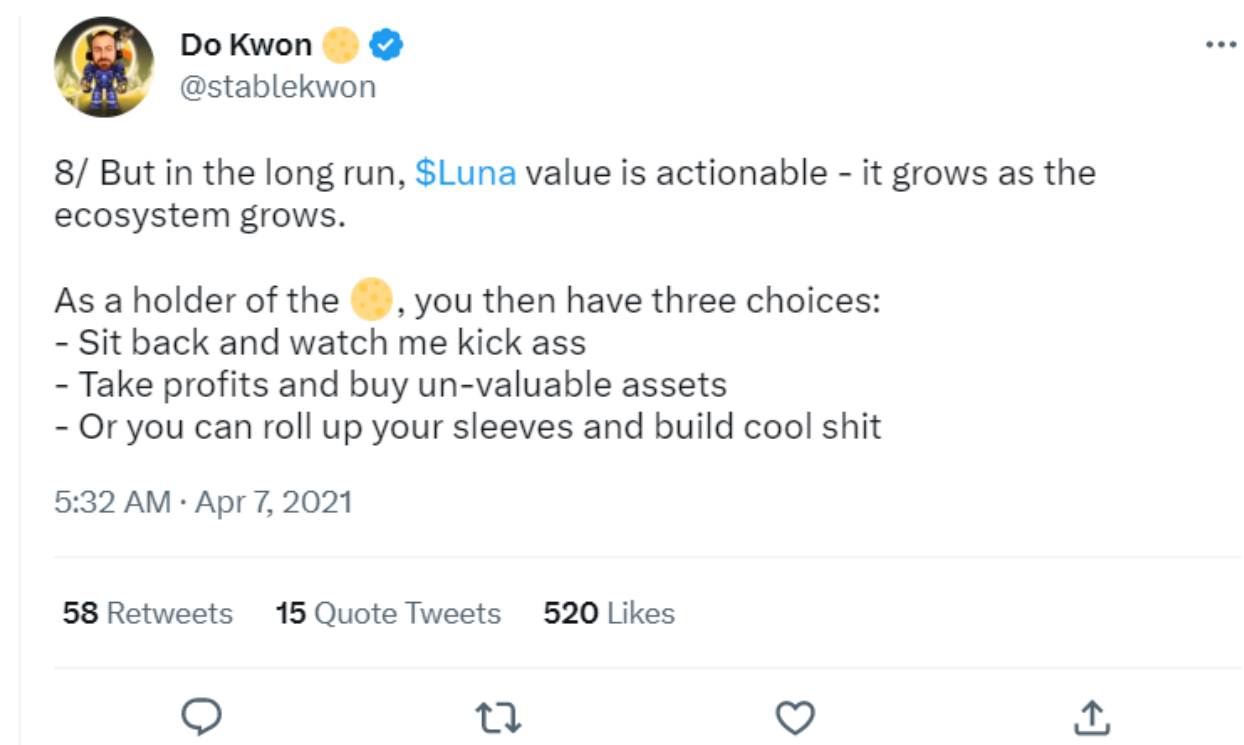 Do Kwon 🌕
@stablekwon
8/ But in the long run, $Luna value is actionable - it grows as the
ecosystem grows.
As a holder of the 🌕, you then have three choices:
- Sit back and watch me kick ass
- Take profits and buy un-valuable assets
- Or you can roll up your sleeves and build cool shit
5:32 AM · Apr 7, 2021
58 Retweets 15 Quote Tweets 520 Likes